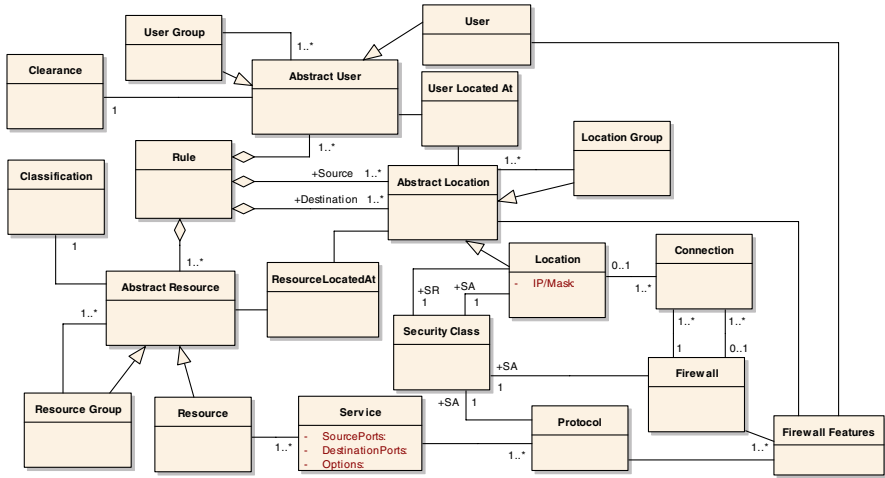 User Group
User
1..*
Clearance
Abstract User
User Located At
1
1..*
Location Group
Rule
1..*
Classification
+Source 1..*
Abstract Location
+Destination 1..*
1
1..*
Location
Connection
ResourceLocatedAt
0..1
Abstract Resource
+SR
+SA
- IP/Mask:
1..*
1
1
1..*
Security Class
1..*
1..*
1
0..1
+SA
Firewall
1
+SA
1
Resource Group
Resource
Service
Protocol
Firewall Features
- SourcePorts:
1..*
- DestinationPorts:
1..*
1..*
- Options: